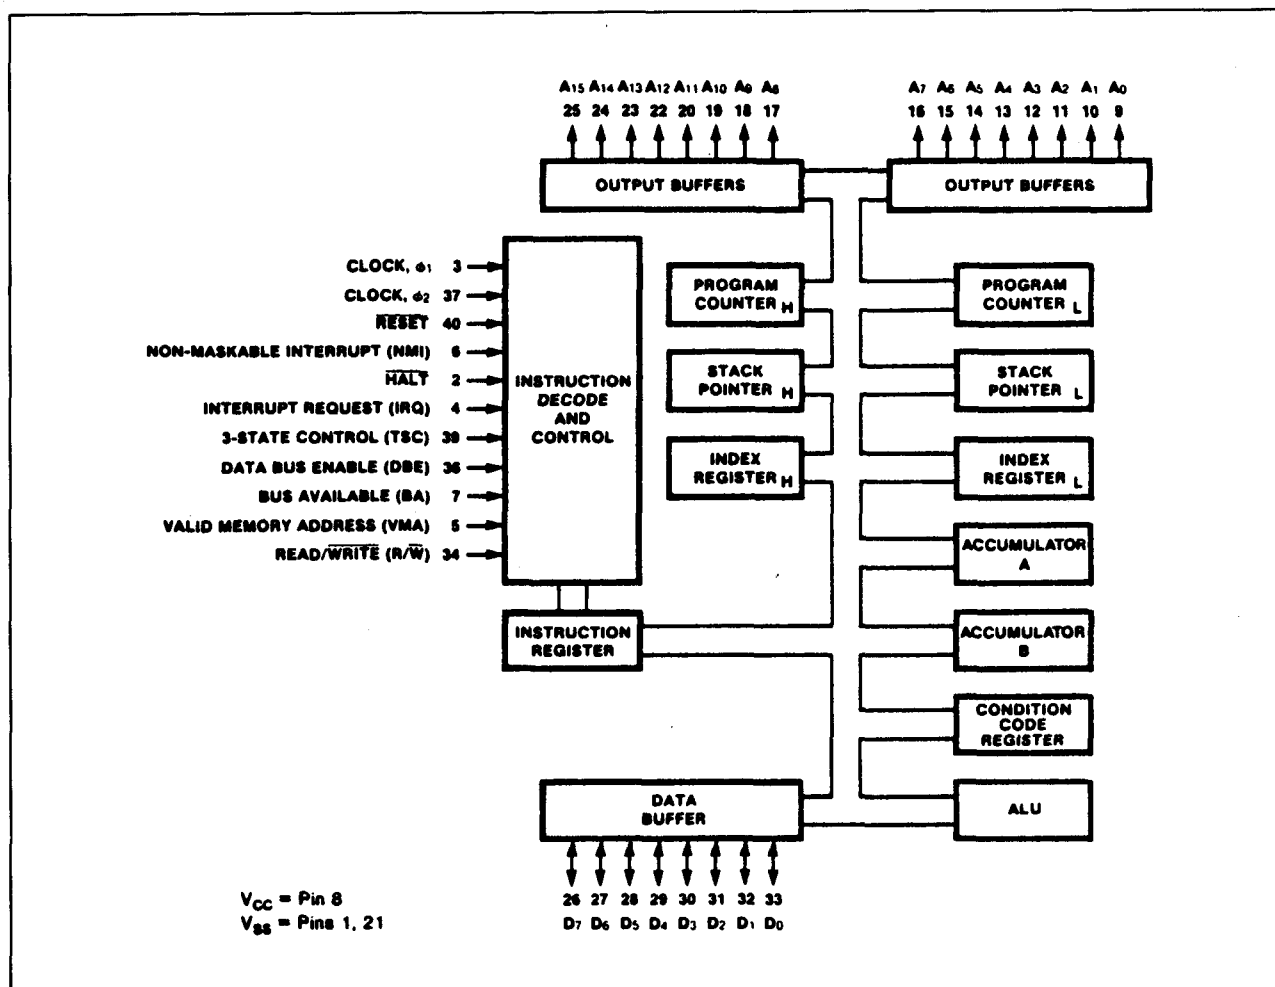 A15 A14 A13 A12 A11 A10 A9 A8
25 24 23 22 20 19 18 17
A7 A6 A5 A4 A3 A2 A1 A0
16 15 14 13 12 11 10 9
OUTPUT BUFFERS
OUTPUT BUFFERS
CLOCK, ϕ1 3
CLOCK, ϕ2 37
RESET 40
NON-MASKABLE INTERRUPT (NMI) 6
HALT 2
INTERRUPT REQUEST (IRQ) 4
3-STATE CONTROL (TSC) 39
DATA BUS ENABLE (DBE) 36
BUS AVAILABLE (BA) 7
VALID MEMORY ADDRESS (VMA) 5
READ/WRITE (R/W) 34
INSTRUCTION
DECODE
AND
CONTROL
PROGRAM
COUNTER H
PROGRAM
COUNTER L
STACK
POINTER H
STACK
POINTER L
INDEX
REGISTER H
INDEX
REGISTER L
ACCUMULATOR
A
INSTRUCTION
REGISTER
ACCUMULATOR
B
CONDITION
CODE
REGISTER
DATA
BUFFER
ALU
26 27 28 29 30 31 32 33
D7 D6 D5 D4 D3 D2 D1 D0
VCC = Pin 8
VSS = Pins 1, 21